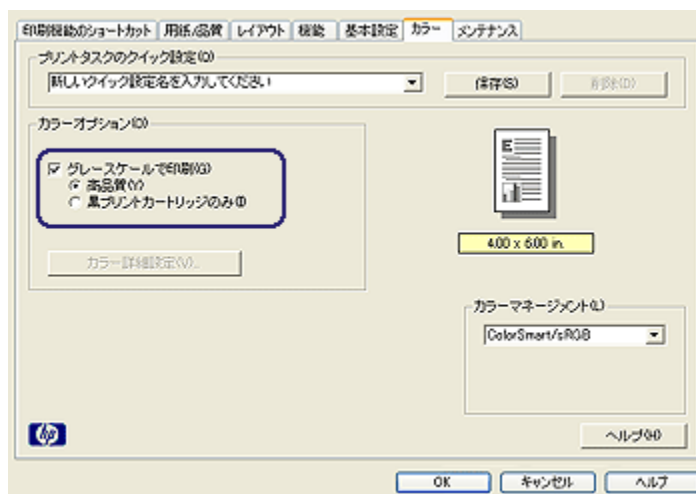 印刷機能のショートカット 用紙/品質 レイアウト 機能 基本設定 カラー メンテナンス
プリントタスクのクイック設定(Q)
新しいクイック設定名を入力してください
保存(S) 削除(D)
カラーオプション(O)
グレースケールで印刷(G)
高品質(Y)
黒プリントカートリッジのみ(I)
カラー詳細設定(V)...
E
4.00 x 6.00 in.
カラーマネージメント(L)
ColorSmart/sRGB
hp
ヘルプ(H)
OK キャンセル ヘルプ